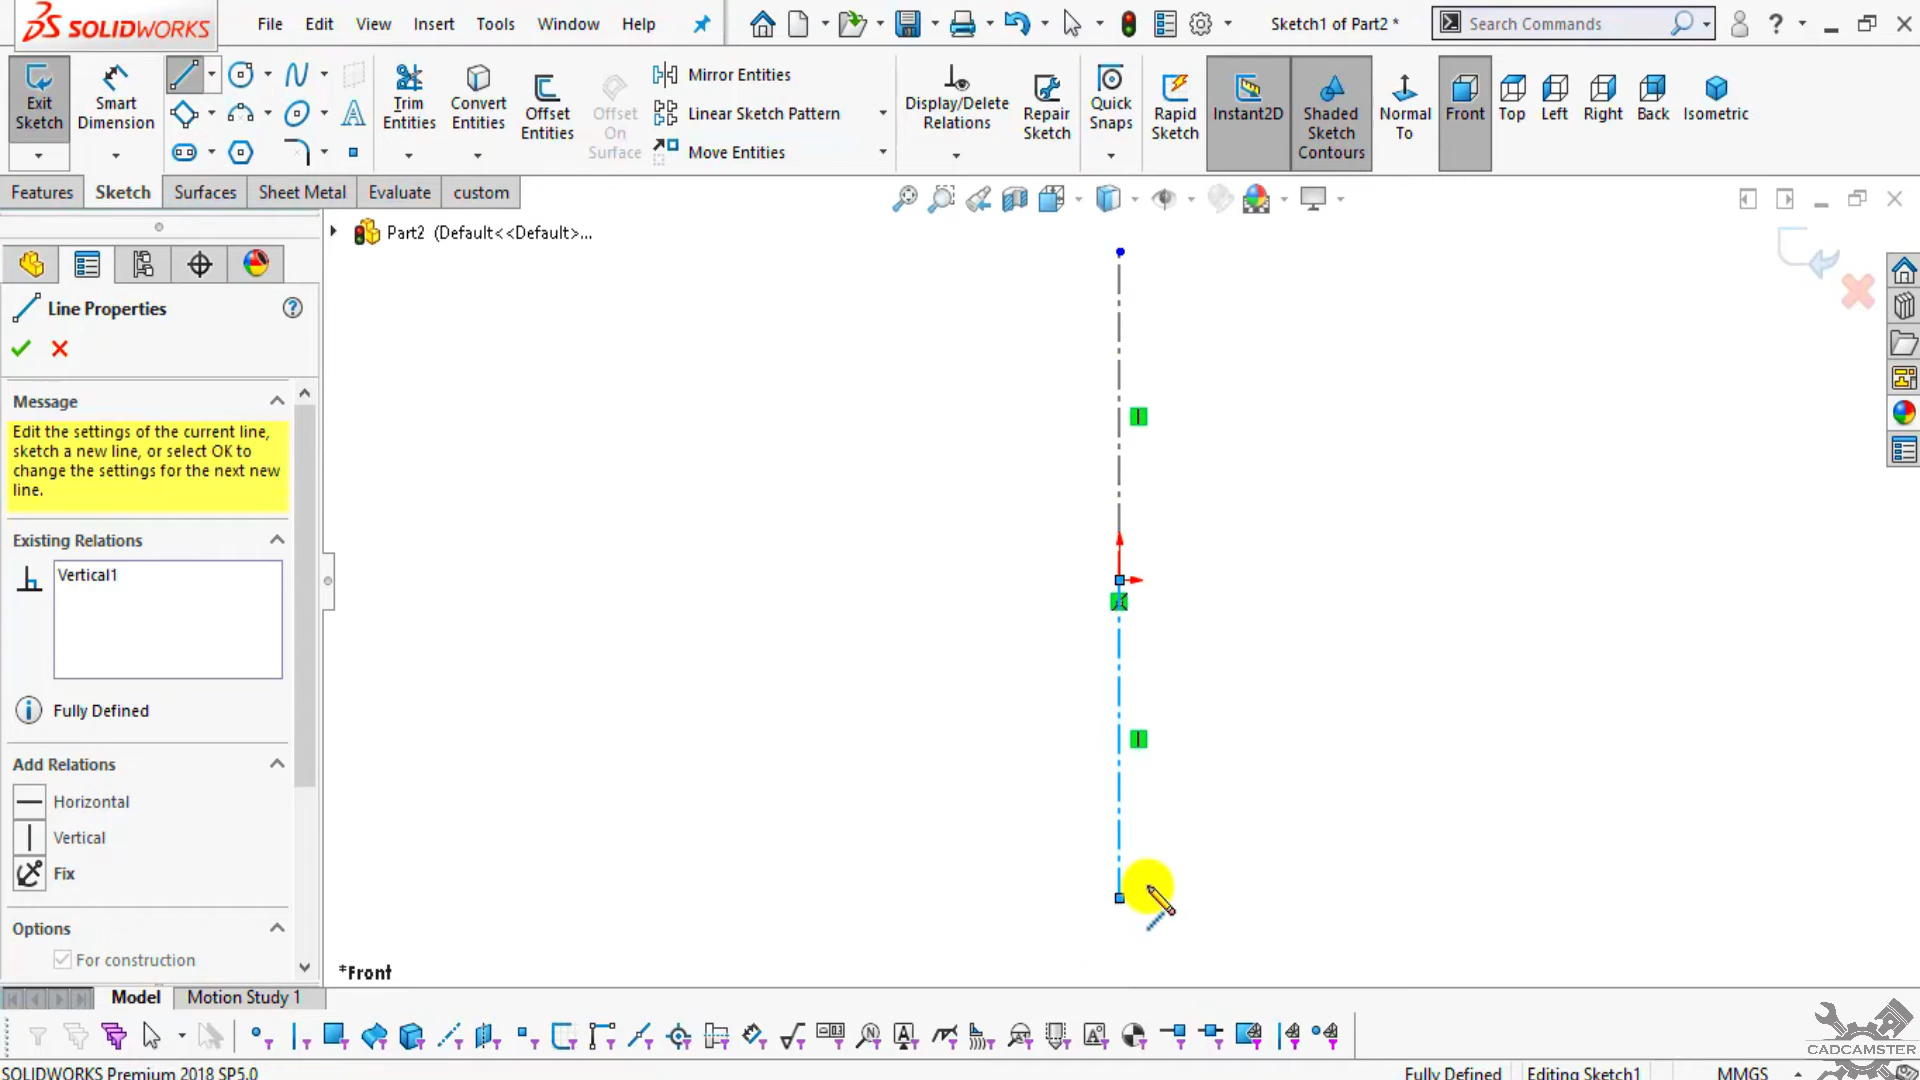 SOLIDWORKS
File Edit View Insert Tools Window Help
Sketch1 of Part2 *
Search Commands
Exit Sketch
Smart Dimension
Trim Entities
Convert Entities
Offset Entities
Offset On Surface
Mirror Entities
Linear Sketch Pattern
Move Entities
Display/Delete Relations
Repair Sketch
Quick Snaps
Rapid Sketch
Instant2D
Shaded Sketch Contours
Normal To
Front Top Left Right Back Isometric
Features Sketch Surfaces Sheet Metal Evaluate custom
Part2 (Default<<Default>...
Line Properties
Message
Edit the settings of the current line,
sketch a new line, or select OK to
change the settings for the next new
line.
Existing Relations
Vertical1
Fully Defined
Add Relations
Horizontal
Vertical
Fix
Options
For construction
*Front
Model Motion Study 1
CADCAMSTER
SOLIDWORKS Premium 2018 SP5.0
Fully Defined Editing Sketch1 MMGS